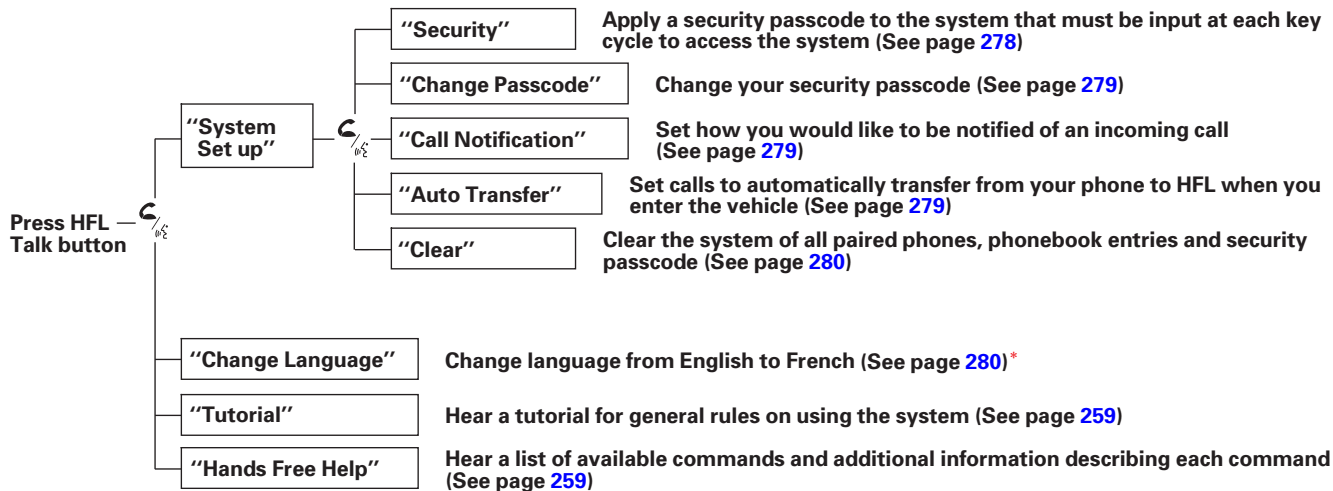 "Security"
Apply a security passcode to the system that must be input at each key
cycle to access the system (See page 278)
"Change Passcode"
Change your security passcode (See page 279)
"System
Set up"
"Call Notification"
Set how you would like to be notified of an incoming call
(See page 279)
"Auto Transfer"
Set calls to automatically transfer from your phone to HFL when you
enter the vehicle (See page 279)
Press HFL
Talk button
"Clear"
Clear the system of all paired phones, phonebook entries and security
passcode (See page 280)
"Change Language"
Change language from English to French (See page 280)*
"Tutorial"
Hear a tutorial for general rules on using the system (See page 259)
"Hands Free Help"
Hear a list of available commands and additional information describing each command
(See page 259)